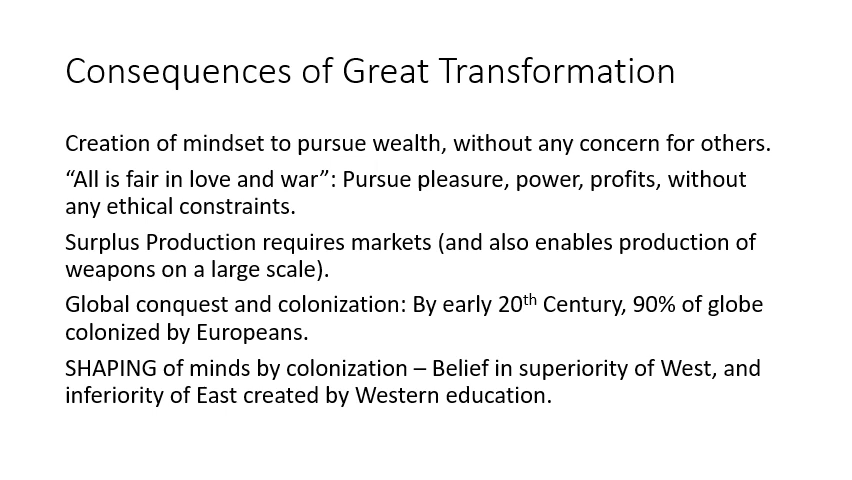 Consequences of Great Transformation
Creation of mindset to pursue wealth, without any concern for others.
“All is fair in love and war”: Pursue pleasure, power, profits, without
any ethical constraints.
Surplus Production requires markets (and also enables production of
weapons on a large scale).
Global conquest and colonization: By early 20th Century, 90% of globe
colonized by Europeans.
SHAPING of minds by colonization – Belief in superiority of West, and
inferiority of East created by Western education.